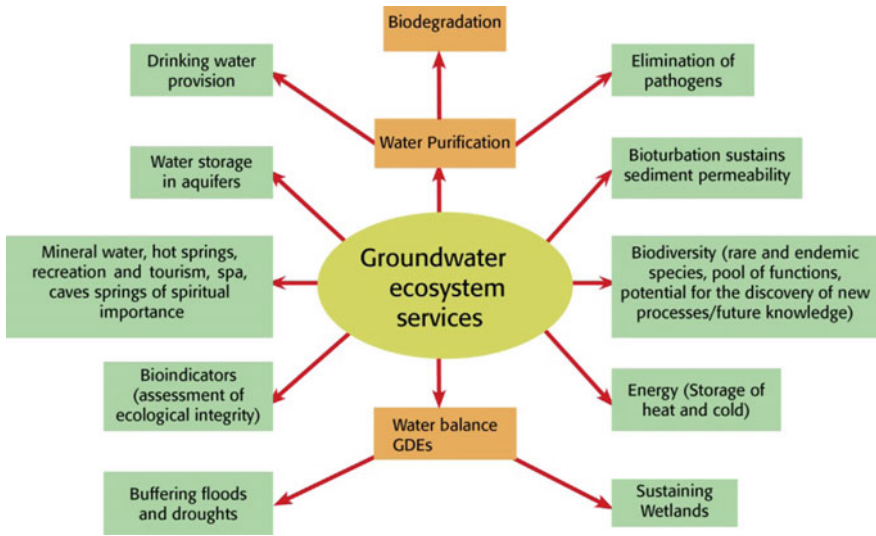 Biodegradation
Drinking water
provision
Elimination of
pathogens
Water Purification
Water storage
in aquifers
Bioturbation sustains
sediment permeability
Mineral water, hot springs,
recreation and tourism, spa,
caves springs of spiritual
importance
Groundwater
ecosystem
services
Biodiversity (rare and endemic
species, pool of functions,
potential for the discovery of new
processes/future knowledge)
Bioindicators
(assessment of
ecological integrity)
Energy (Storage of
heat and cold)
Water balance
GDEs
Buffering floods
and droughts
Sustaining
Wetlands